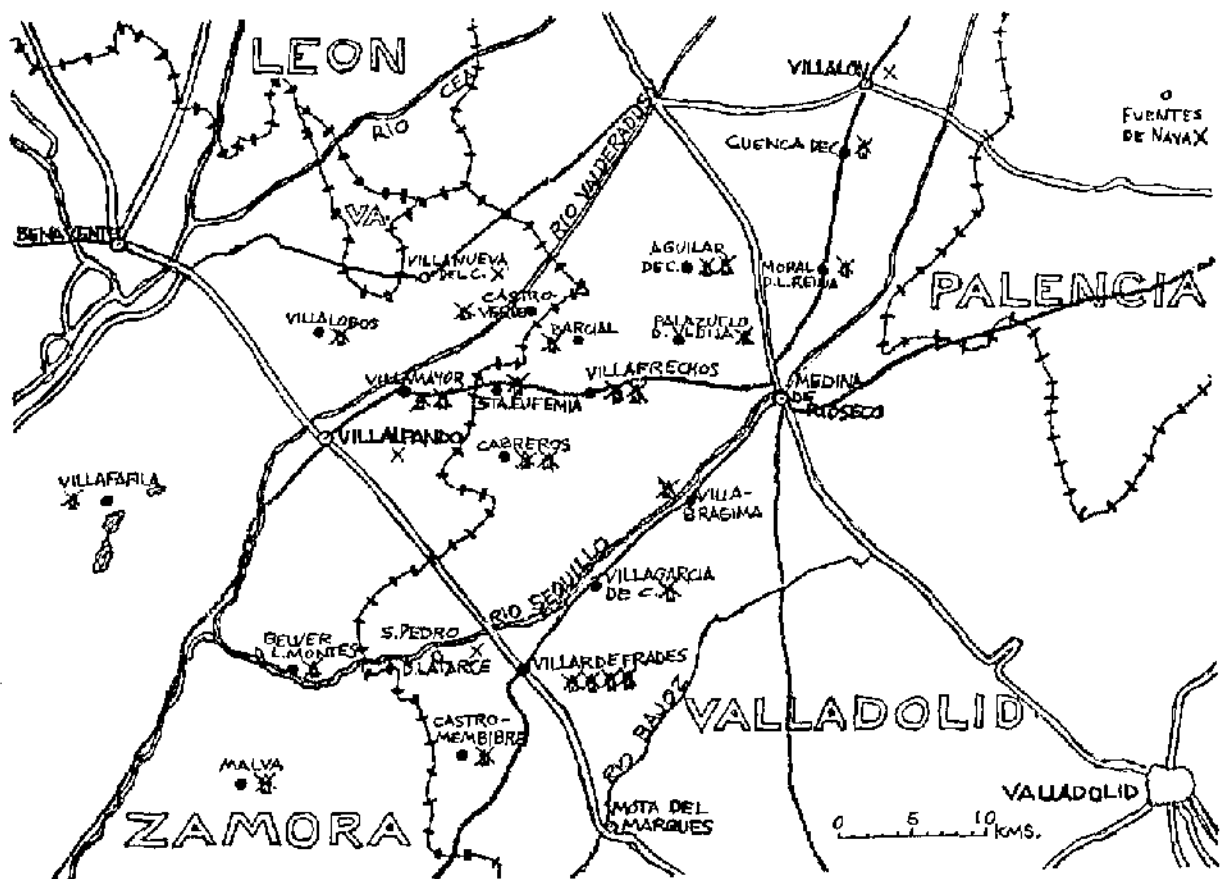 LEON
VILLALON
RIO CEA
FUENTES
DE NAVA
CUENCA DE C.
RIO VALDERADUEY
VA.
BENAVENTE
VILLANUEVA
DEL C.
AGUILAR
DE C.
MORAL
D.L. REINA
PALENCIA
CASTRO-
VERDE
VILLALOBOS
BARCIAL
PALAZUELO
D. VEDIJA
VILLAMAYOR
STA. EUFEMIA
VILLAFRECHOS
MEDINA
DE
RIOSECO
VILLALPANDO
CABREROS
VILLAFAFILA
VILLA-
BRAGIMA
VILLAGARCIA
DE C.
RIO SEQUILLO
BELVER
D.L. MONTES
S. PEDRO
D. LATARCE
VILLARDEFRADES
RIO BAJOZ
VALLADOLID
CASTRO-
MEMBIBRE
MALVA
VALLADOLID
ZAMORA
MOTA DEL
MARQUES
0 5 10 KMS.